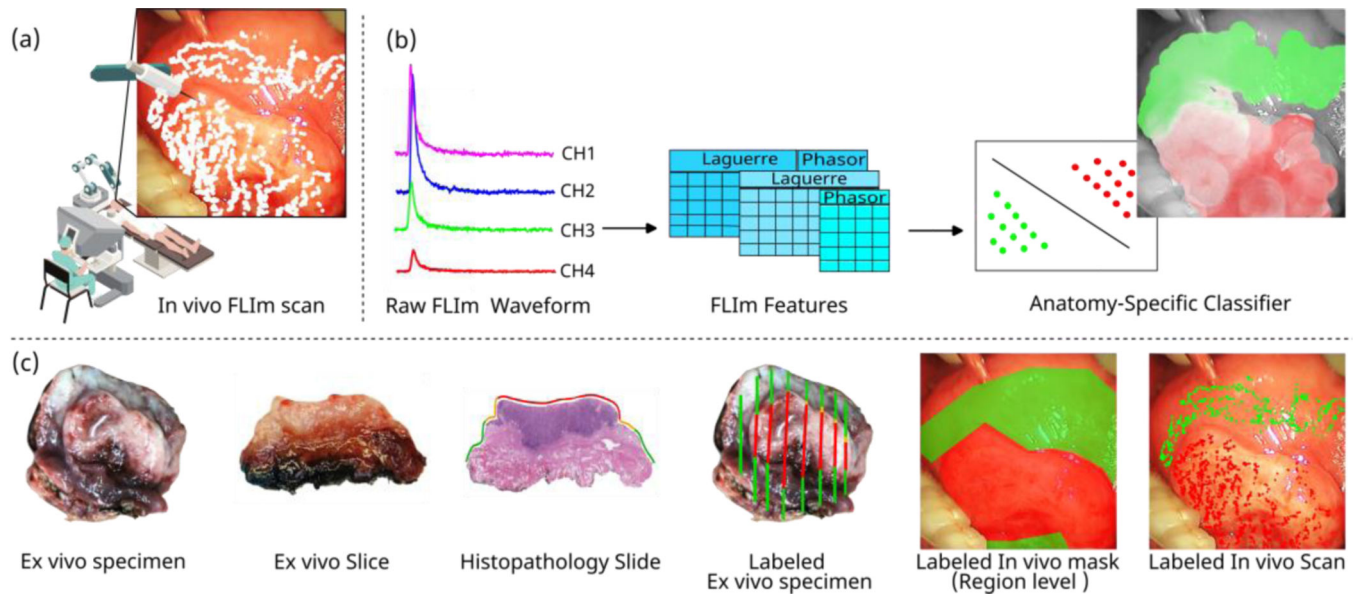 (a)
In vivo FLIm scan
(b)
CH1
CH2
CH3
CH4
Raw FLIm Waveform
Laguerre
Phasor
Laguerre
Phasor
FLIm Features
Anatomy-Specific Classifier
(c)
Ex vivo specimen
Ex vivo Slice
Histopathology Slide
Labeled
Ex vivo specimen
Labeled In vivo mask
(Region level )
Labeled In vivo Scan